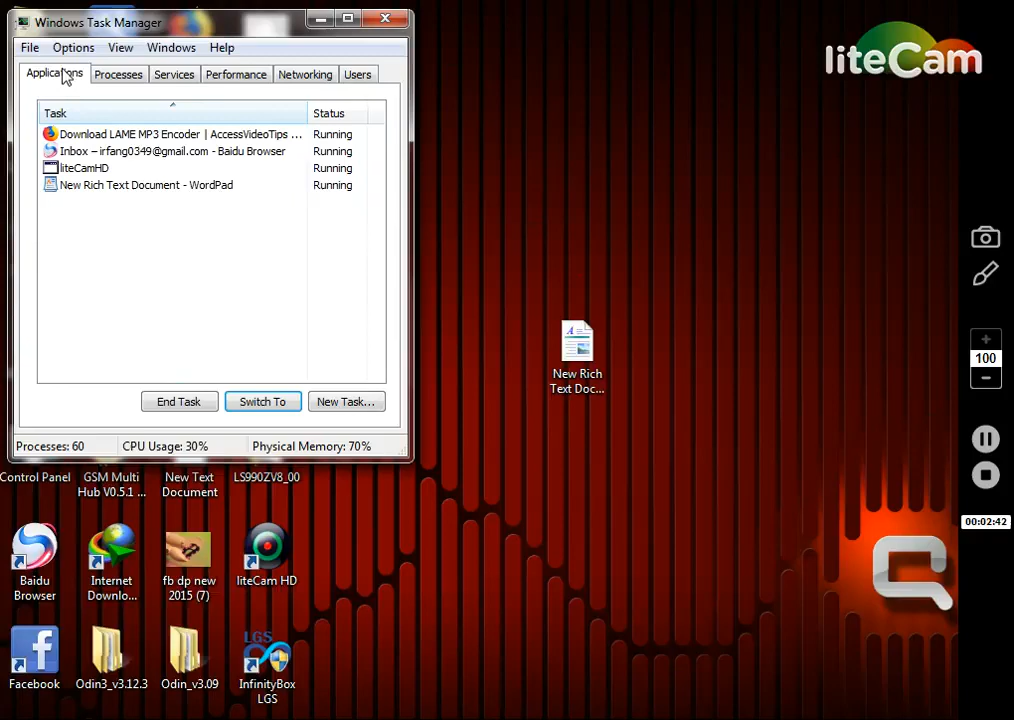 Windows Task Manager
File Options View Windows Help
Applications Processes Services Performance Networking Users
Task Status
Download LAME MP3 Encoder | AccessVideoTips ... Running
Inbox – irfang0349@gmail.com - Baidu Browser Running
liteCamHD Running
New Rich Text Document - WordPad Running
End Task Switch To New Task...
Processes: 60 CPU Usage: 30% Physical Memory: 70%
liteCam
100
00:02:42
New Rich
Text Doc...
Control Panel
GSM Multi
Hub V0.5.1 ...
New Text
Document
LS990ZV8_00
Baidu
Browser
Internet
Downlo...
fb dp new
2015 (7)
liteCam HD
Facebook
Odin3_v3.12.3
Odin_v3.09
LGS
InfinityBox
LGS